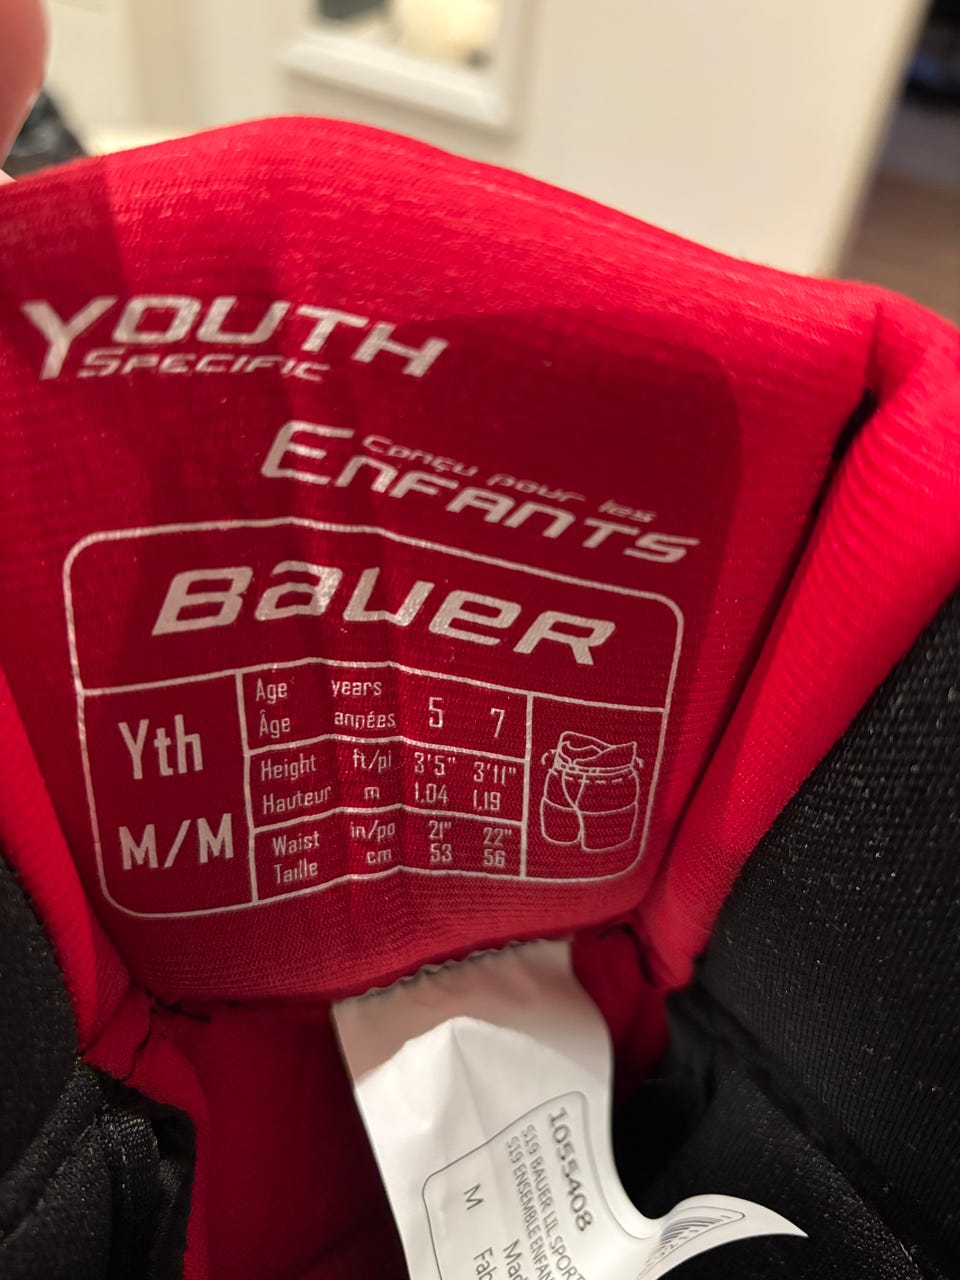 YOUTH
SPECIFIC
Conçu pour les
ENFANTS
BAUER
Yth
M/M
Age years 5 7
Âge années
Height ft/pi 3'5" 3'11"
Hauteur m 1.04 1.19
Waist in/po 21" 22"
Taille cm 53 56
1055408
S19 BAUER LIL SPORT
S19 ENSEMBLE ENFAN
M
Mad
Fab